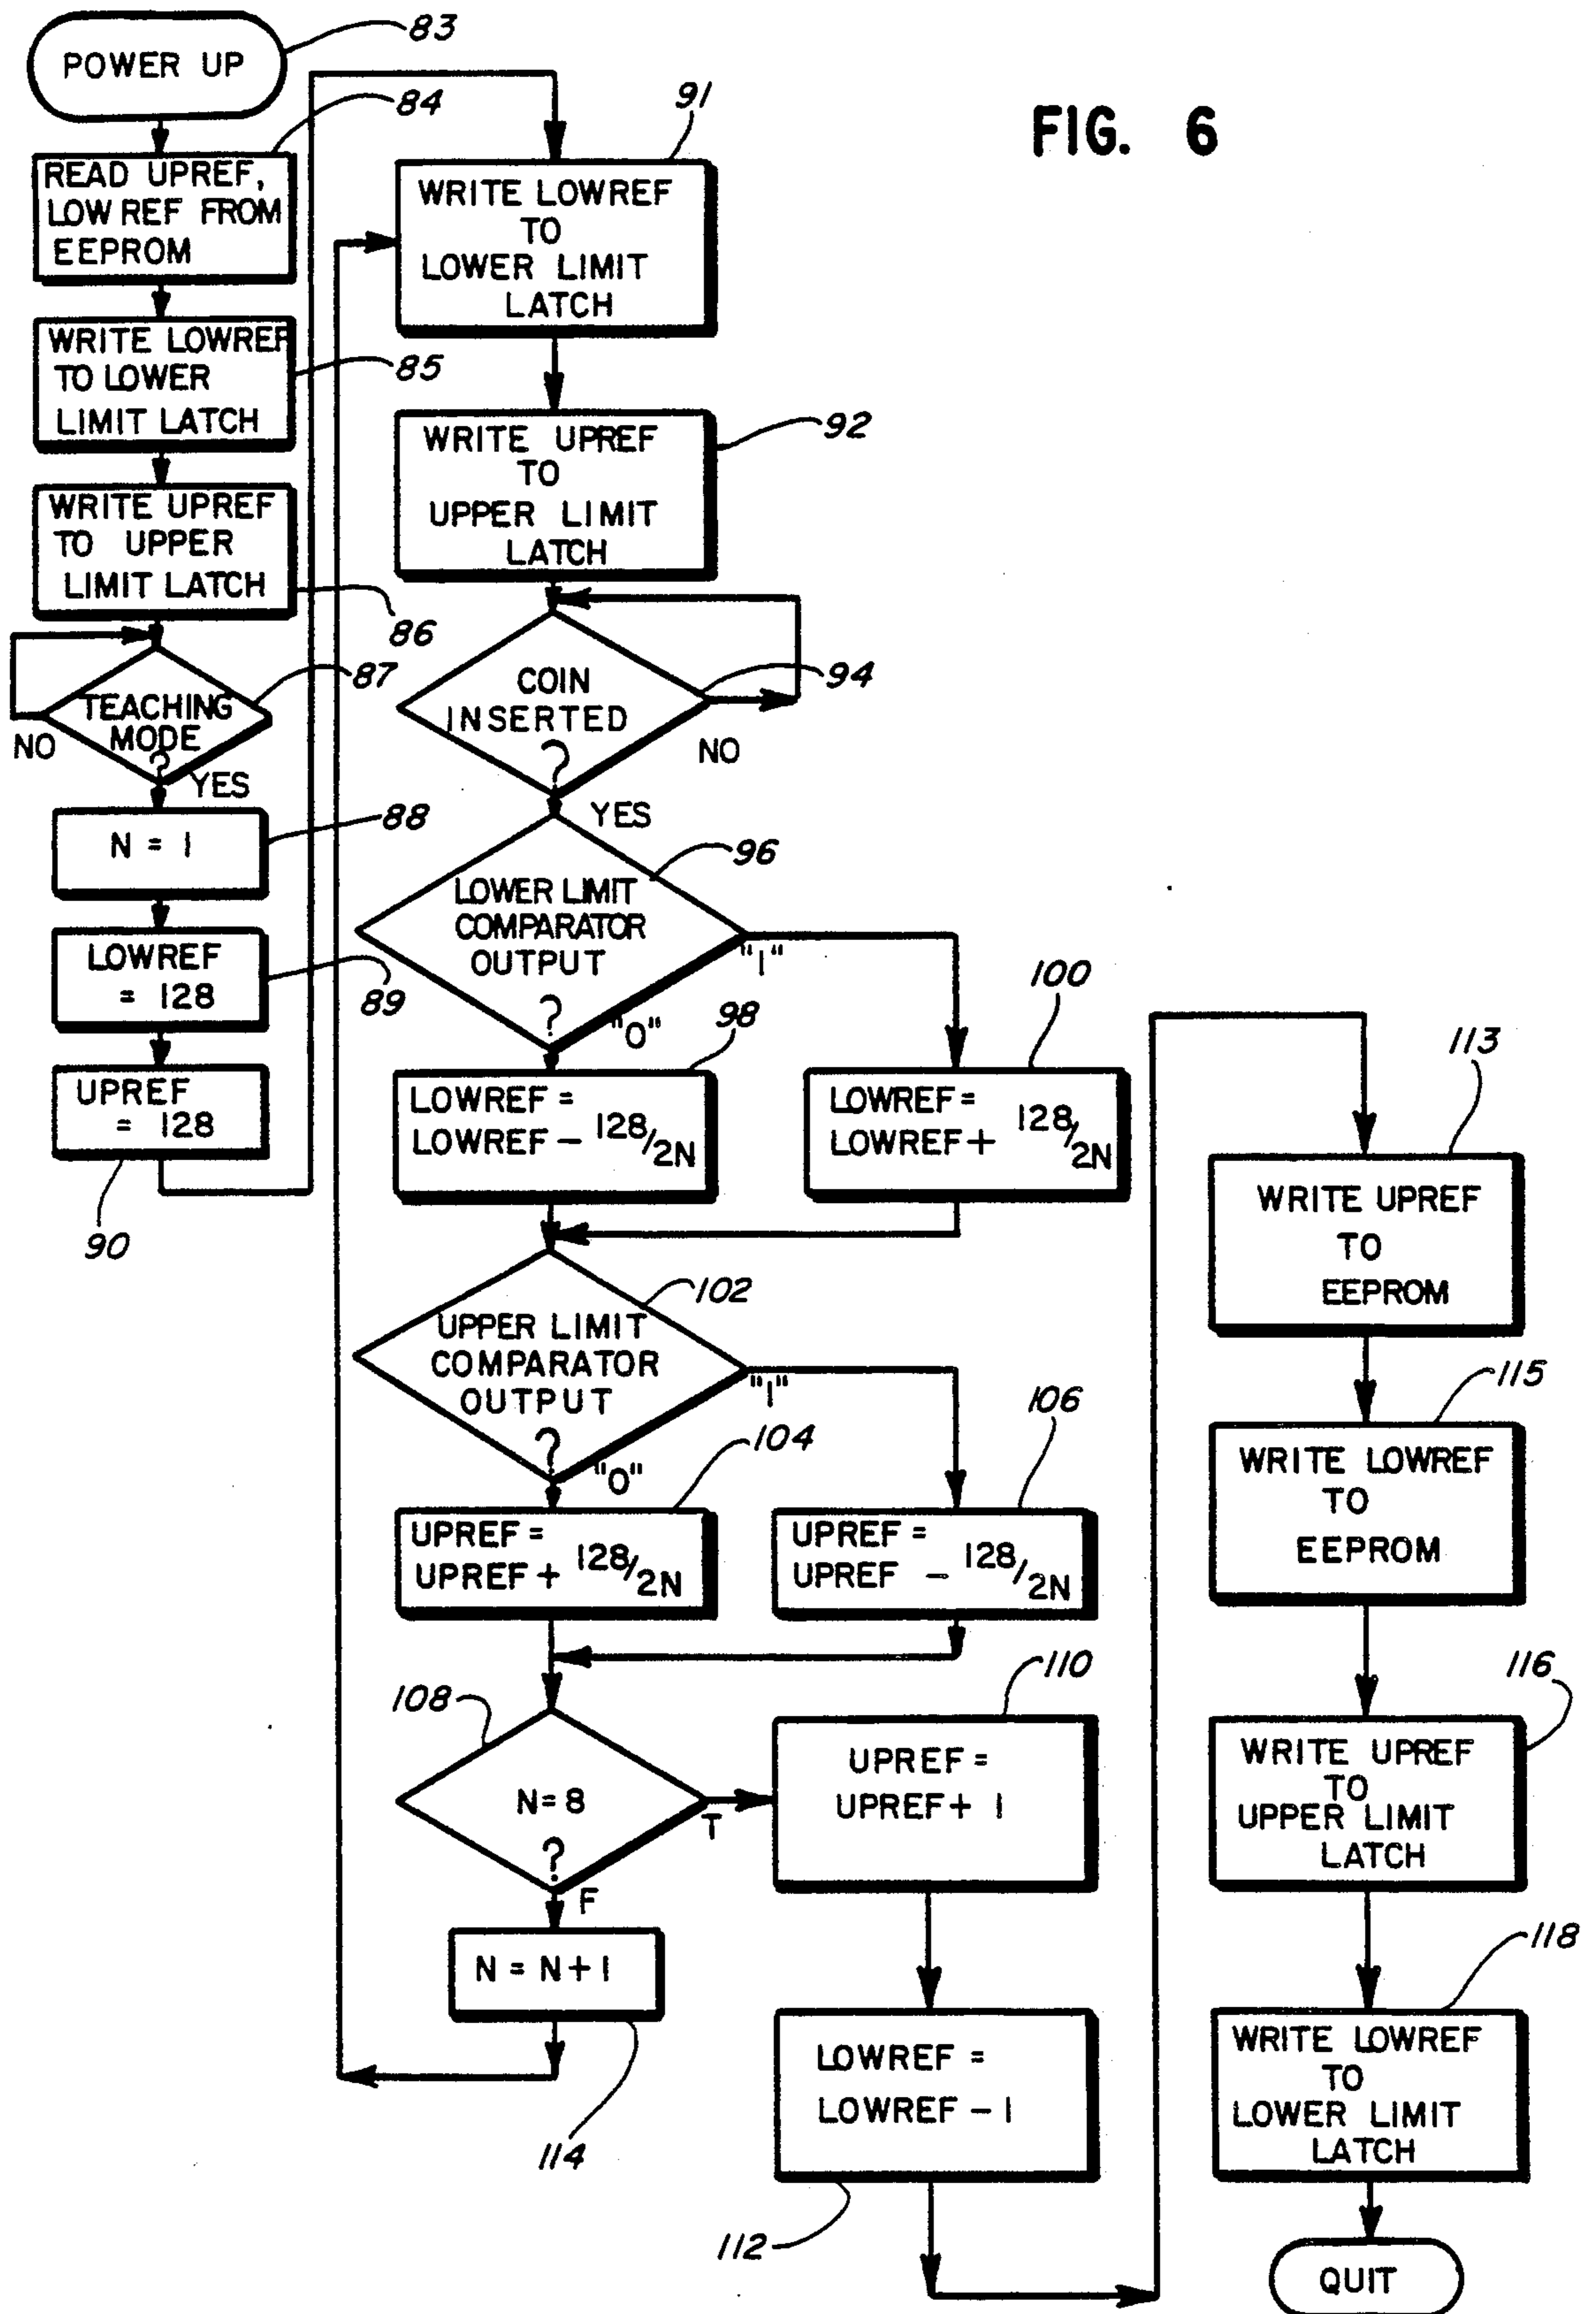 FIG. 6
POWER UP
83
READ UPREF,
LOW REF FROM
EEPROM
84
WRITE LOWREF
TO LOWER
LIMIT LATCH
85
WRITE UPREF
TO UPPER
LIMIT LATCH
86
TEACHING
MODE
?
87
NO
YES
N = 1
88
LOWREF
= 128
89
UPREF
= 128
90
91
WRITE LOWREF
TO
LOWER LIMIT
LATCH
92
WRITE UPREF
TO
UPPER LIMIT
LATCH
COIN
INSERTED
?
94
NO
YES
96
LOWER LIMIT
COMPARATOR
OUTPUT
?
"1"
"0"
98
LOWREF =
LOWREF - 128/2N
100
LOWREF =
LOWREF + 128/2N
102
UPPER LIMIT
COMPARATOR
OUTPUT
?
"1"
"0"
104
UPREF =
UPREF + 128/2N
106
UPREF =
UPREF - 128/2N
108
N = 8
?
T
F
110
UPREF =
UPREF + 1
N = N + 1
114
LOWREF =
LOWREF - 1
112
113
WRITE UPREF
TO
EEPROM
115
WRITE LOWREF
TO
EEPROM
116
WRITE UPREF
TO
UPPER LIMIT
LATCH
118
WRITE LOWREF
TO
LOWER LIMIT
LATCH
QUIT